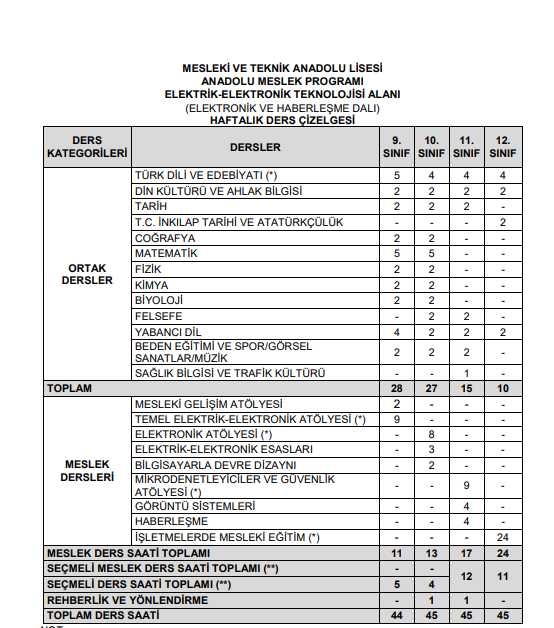 MESLEKİ VE TEKNİK ANADOLU LİSESİ
ANADOLU MESLEK PROGRAMI
ELEKTRİK-ELEKTRONİK TEKNOLOJİSİ ALANI
(ELEKTRONİK VE HABERLEŞME DALI)
HAFTALIK DERS ÇİZELGESİ
DERS KATEGORİLERİ DERSLER 9. SINIF 10. SINIF 11. SINIF 12. SINIF
ORTAK DERSLER
TÜRK DİLİ VE EDEBİYATI (*) 5 4 4 4
DİN KÜLTÜRÜ VE AHLAK BİLGİSİ 2 2 2 2
TARİH 2 2 2 -
T.C. İNKILAP TARİHİ VE ATATÜRKÇÜLÜK - - - 2
COĞRAFYA 2 2 - -
MATEMATİK 5 5 - -
FİZİK 2 2 - -
KİMYA 2 2 - -
BİYOLOJİ 2 2 - -
FELSEFE - 2 2 -
YABANCI DİL 4 2 2 2
BEDEN EĞİTİMİ VE SPOR/GÖRSEL
SANATLAR/MÜZİK 2 2 2 -
SAĞLIK BİLGİSİ VE TRAFİK KÜLTÜRÜ - - 1 -
TOPLAM 28 27 15 10
MESLEK DERSLERİ
MESLEKİ GELİŞİM ATÖLYESİ 2 - - -
TEMEL ELEKTRİK-ELEKTRONİK ATÖLYESİ (*) 9 - - -
ELEKTRONİK ATÖLYESİ (*) - 8 - -
ELEKTRİK-ELEKTRONİK ESASLARI - 3 - -
BİLGİSAYARLA DEVRE DİZAYNI - 2 - -
MİKRODENETLEYİCİLER VE GÜVENLİK
ATÖLYESİ (*) - - 9 -
GÖRÜNTÜ SİSTEMLERİ - - 4 -
HABERLEŞME - - 4 -
İŞLETMELERDE MESLEKİ EĞİTİM (*) - - - 24
MESLEK DERS SAATİ TOPLAMI 11 13 17 24
SEÇMELİ MESLEK DERS SAATİ TOPLAMI (**) - - 12 11
SEÇMELİ DERS SAATİ TOPLAMI (**) 5 4
REHBERLİK VE YÖNLENDİRME - 1 1 -
TOPLAM DERS SAATİ 44 45 45 45